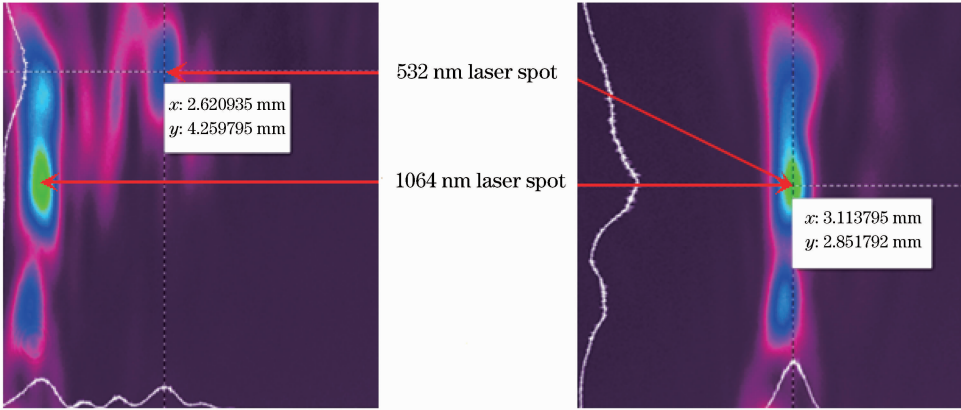 532 nm laser spot
x: 2.620935 mm
y: 4.259795 mm
1064 nm laser spot
x: 3.113795 mm
y: 2.851792 mm